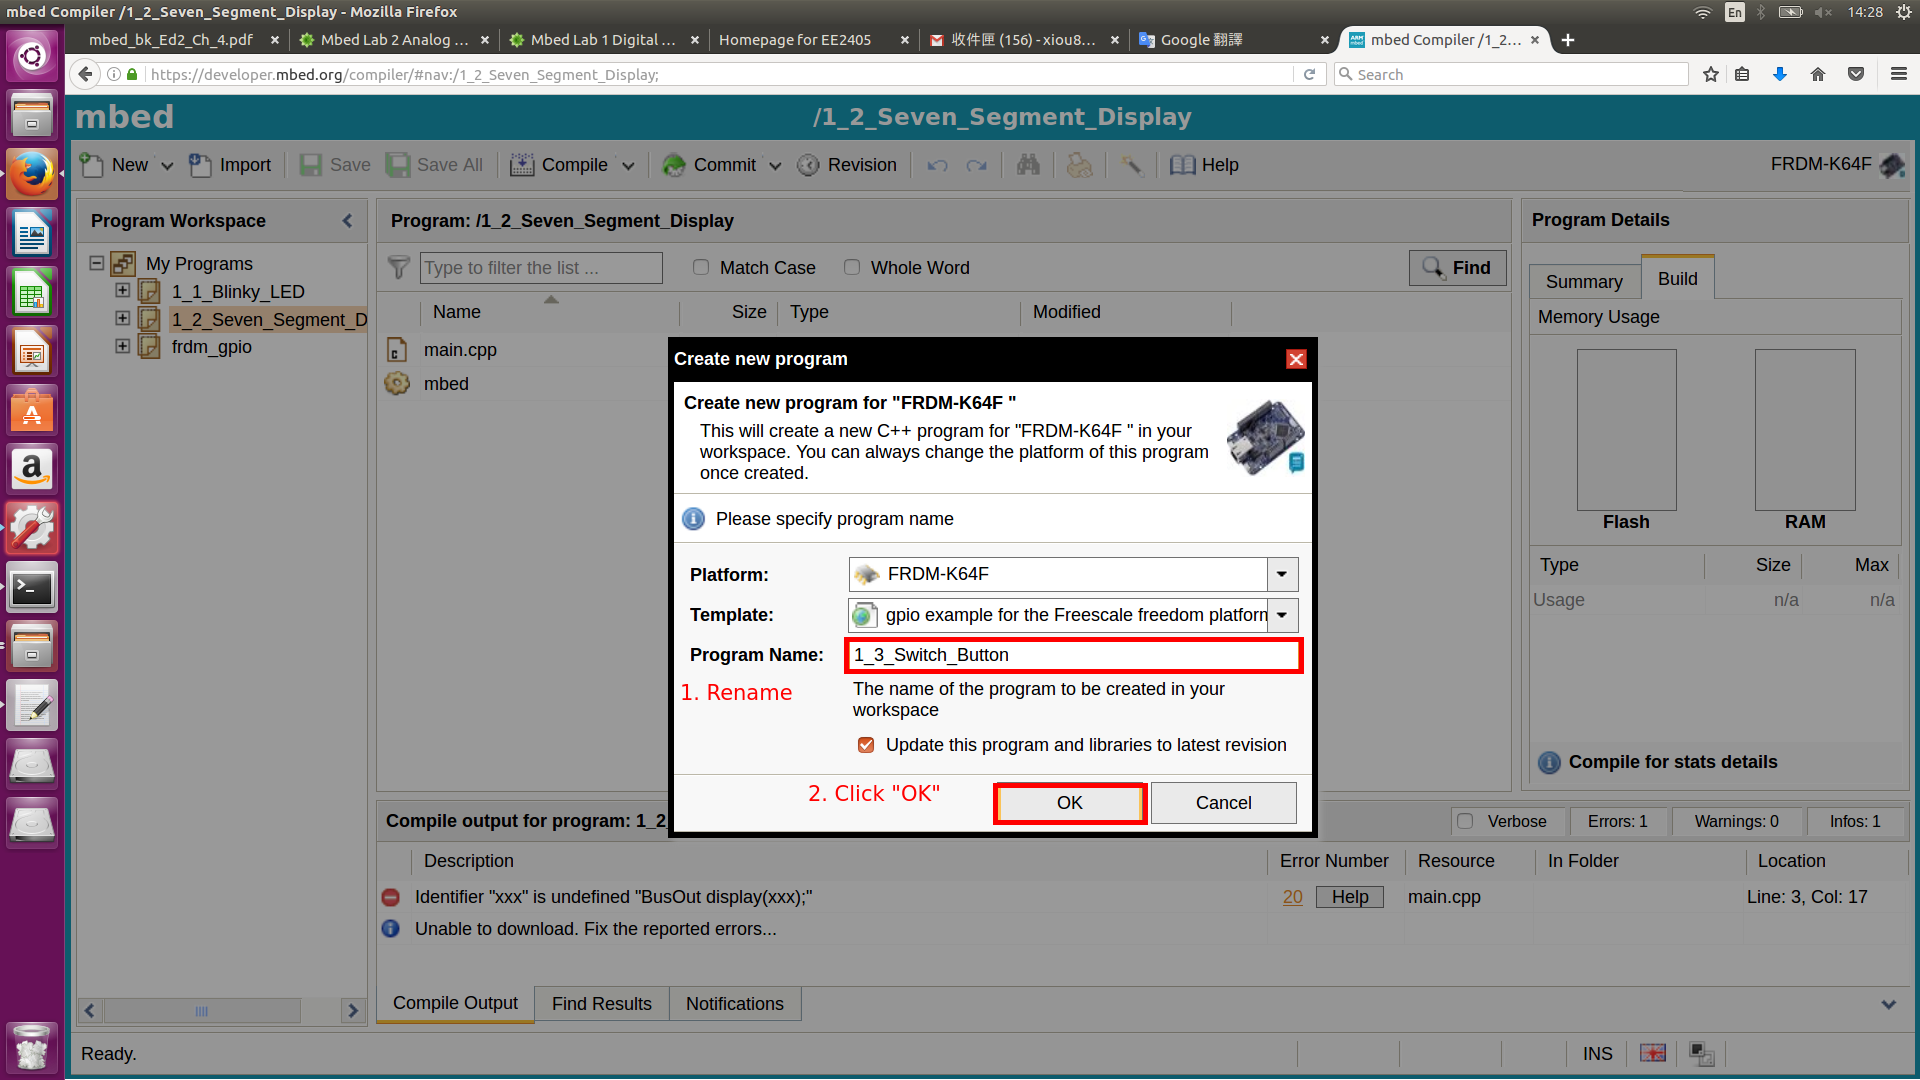 mbed Compiler /1_2_Seven_Segment_Display - Mozilla Firefox
En
14:28
mbed_bk_Ed2_Ch_4.pdf
Mbed Lab 2 Analog ...
Mbed Lab 1 Digital ...
Homepage for EE2405
收件匣 (156) - xiou8...
Google 翻譯
mbed Compiler /1_2...
https://developer.mbed.org/compiler/#nav:/1_2_Seven_Segment_Display;
Search
mbed
/1_2_Seven_Segment_Display
New
Import
Save
Save All
Compile
Commit
Revision
Help
FRDM-K64F
Program Workspace
Program: /1_2_Seven_Segment_Display
Program Details
My Programs
1_1_Blinky_LED
1_2_Seven_Segment_D
frdm_gpio
Type to filter the list ...
Match Case
Whole Word
Find
Name
Size
Type
Modified
main.cpp
mbed
Summary
Build
Memory Usage
Flash
RAM
Type
Size
Max
Usage
n/a
n/a
Compile for stats details
Create new program
Create new program for "FRDM-K64F "
This will create a new C++ program for "FRDM-K64F " in your
workspace. You can always change the platform of this program
once created.
Please specify program name
Platform:
FRDM-K64F
Template:
gpio example for the Freescale freedom platform
Program Name:
1_3_Switch_Button
1. Rename
The name of the program to be created in your
workspace
Update this program and libraries to latest revision
2. Click "OK"
OK
Cancel
Compile output for program: 1_2_
Verbose
Errors: 1
Warnings: 0
Infos: 1
Description
Error Number
Resource
In Folder
Location
Identifier "xxx" is undefined "BusOut display(xxx);"
20
Help
main.cpp
Line: 3, Col: 17
Unable to download. Fix the reported errors...
Compile Output
Find Results
Notifications
Ready.
INS